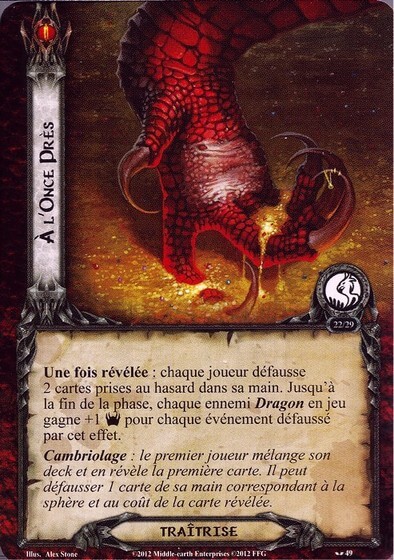 À L'ONCE PRÈS
22/29
Une fois révélée : chaque joueur défausse
2 cartes prises au hasard dans sa main. Jusqu'à
la fin de la phase, chaque ennemi Dragon en jeu
gagne +1 pour chaque événement défaussé
par cet effet.
Cambriolage : le premier joueur mélange son
deck et en révèle la première carte. Il peut
défausser 1 carte de sa main correspondant à la
sphère et au coût de la carte révélée.
TRAÎTRISE
Illus. Alex Stone ©2012 Middle-earth Enterprises ©2012 FFG 49